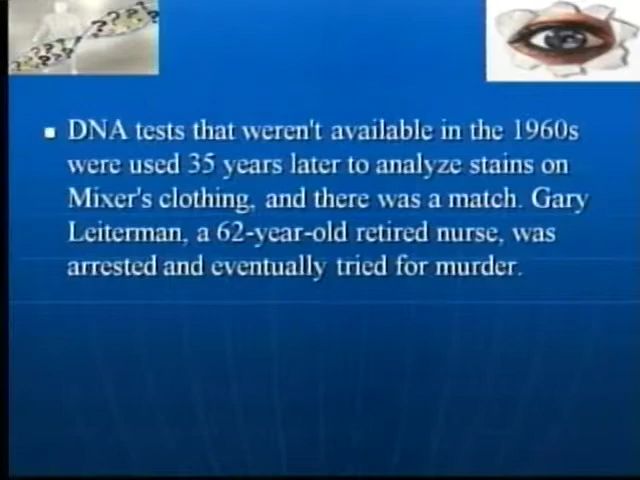 DNA tests that weren't available in the 1960s
were used 35 years later to analyze stains on
Mixer's clothing, and there was a match. Gary
Leiterman, a 62-year-old retired nurse, was
arrested and eventually tried for murder.